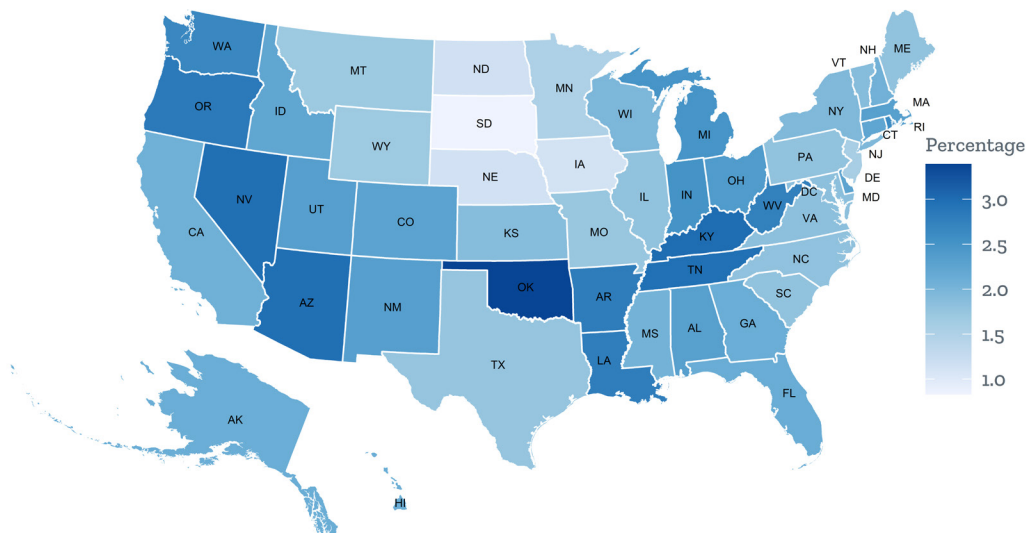 WA
MT
ND
MN
VT
NH
ME
OR
ID
SD
WI
NY
MA
WY
MI
RI
CT
IA
NE
PA
NJ
NV
UT
CO
IL
IN
OH
DE
DC
MD
WV
VA
CA
KS
MO
KY
NC
TN
AZ
NM
OK
AR
SC
MS
AL
GA
TX
LA
FL
AK
HI
Percentage
3.0
2.5
2.0
1.5
1.0